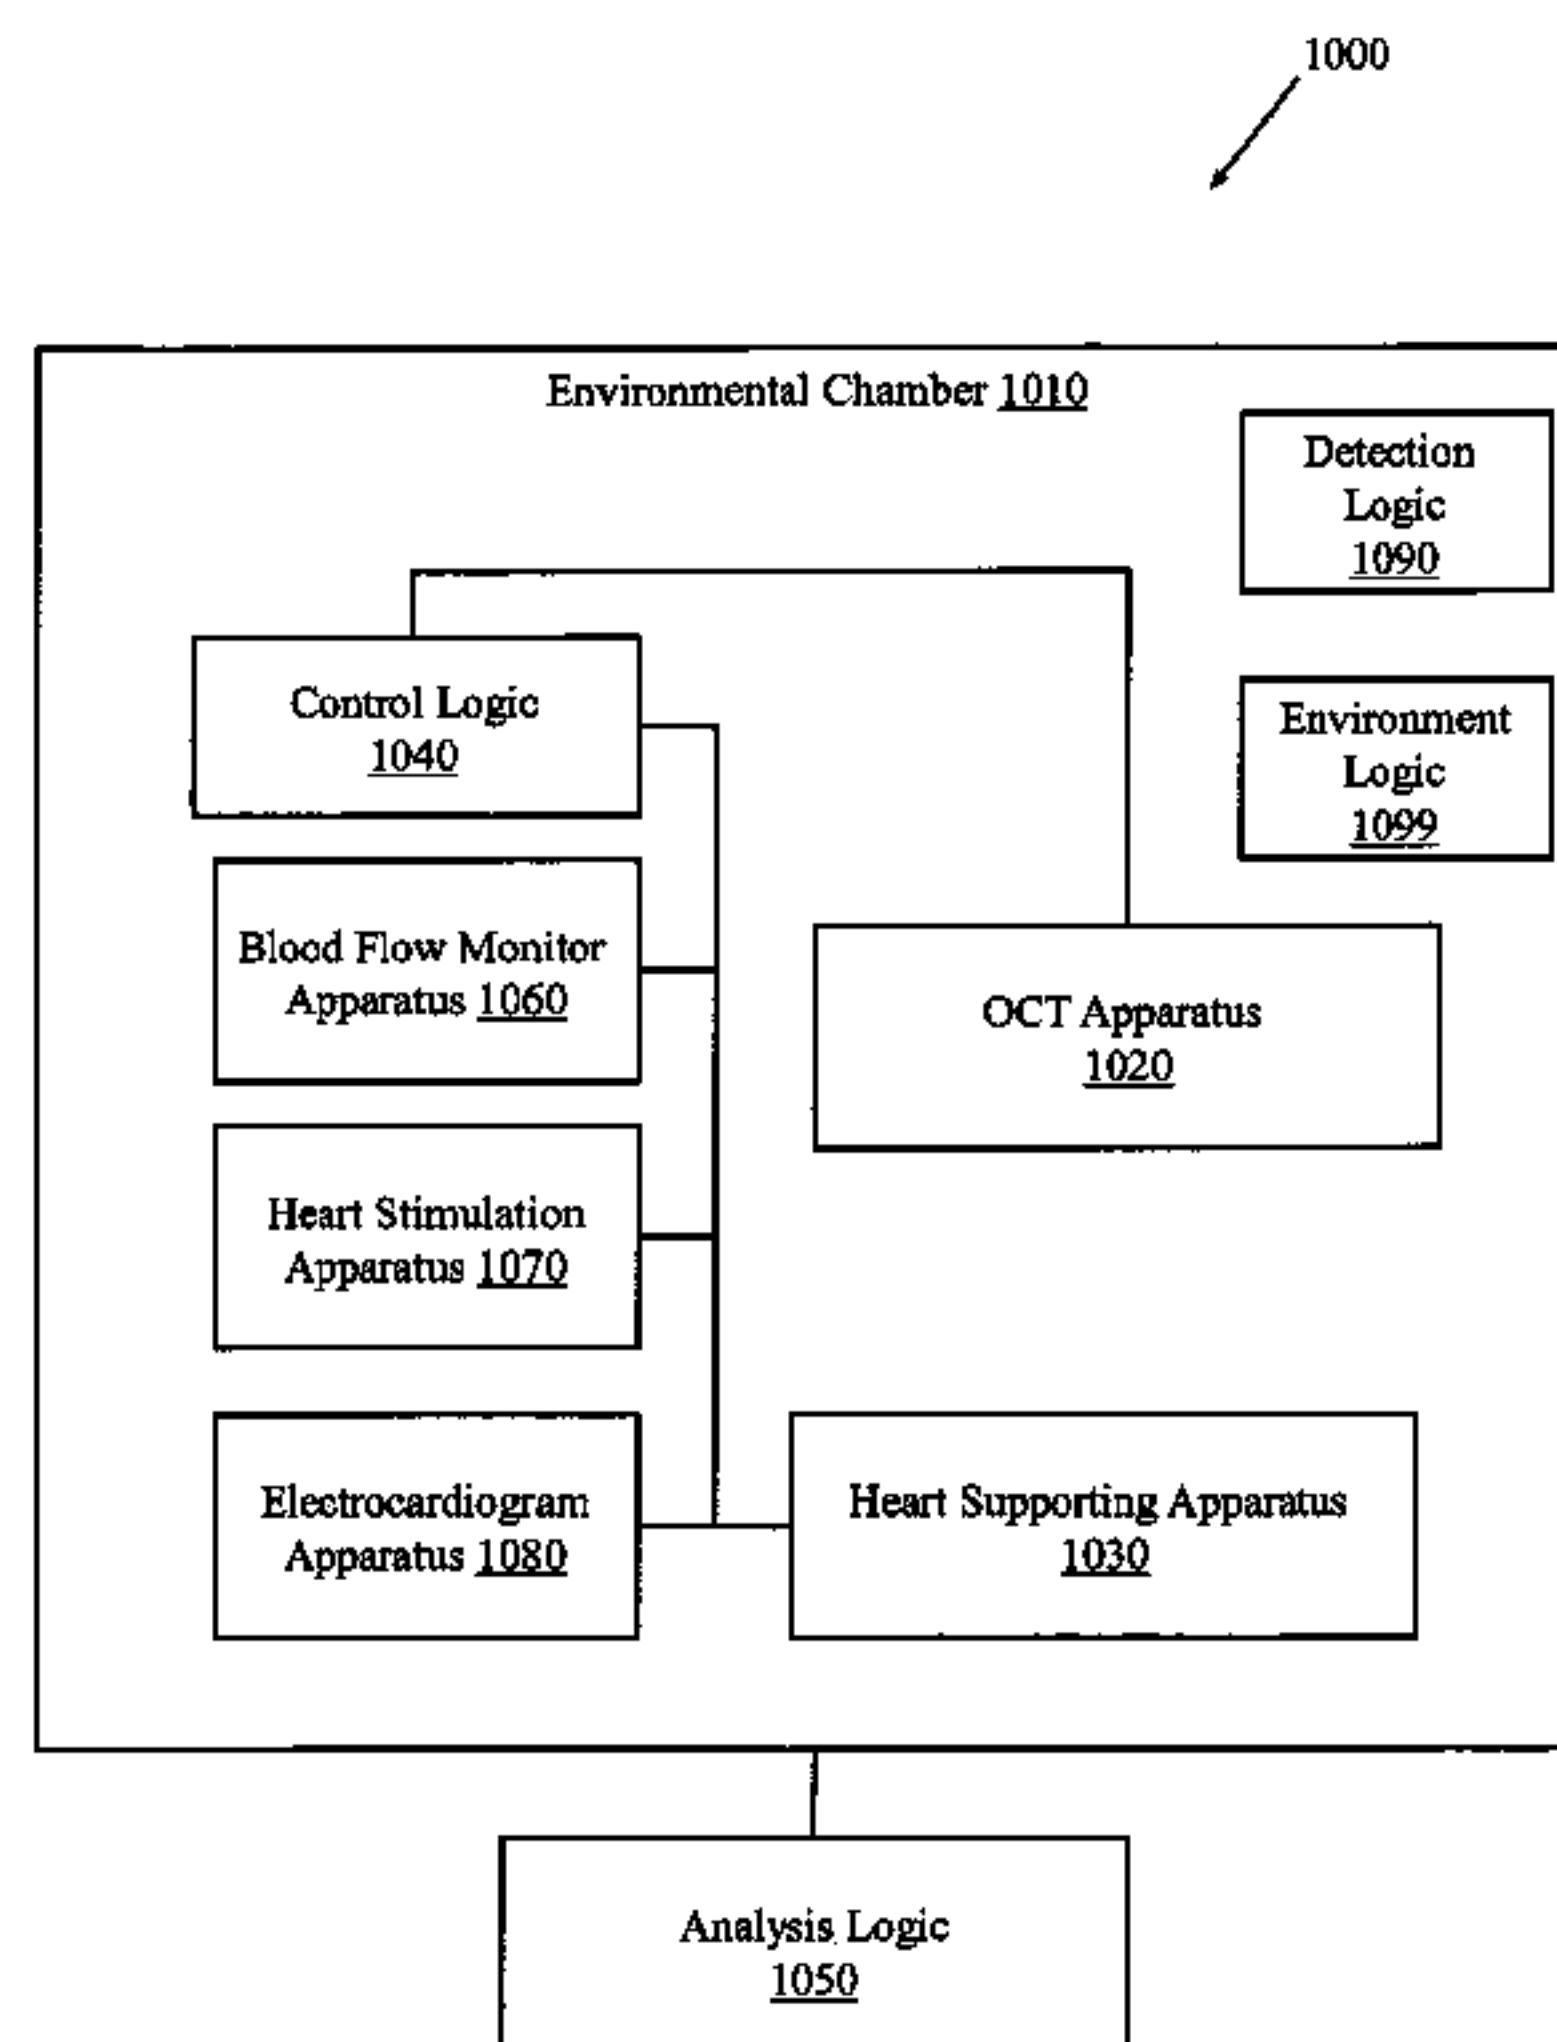 1000
Environmental Chamber 1010
Detection
Logic
1090
Control Logic
1040
Environment
Logic
1099
Blood Flow Monitor
Apparatus 1060
OCT Apparatus
1020
Heart Stimulation
Apparatus 1070
Electrocardiogram
Apparatus 1080
Heart Supporting Apparatus
1030
Analysis Logic
1050